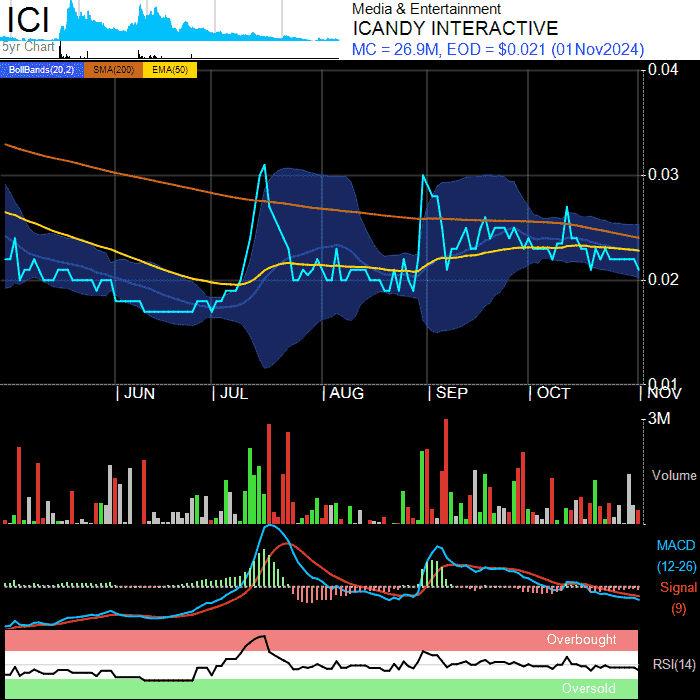 ICI
5yr Chart
Media & Entertainment
ICANDY INTERACTIVE
MC = 26.9M, EOD = $0.021 (01Nov2024)
BollBands(20,2) SMA(200) EMA(50)
0.04
0.03
0.02
0.01
JUN JUL AUG SEP OCT NOV
3M
Volume
MACD
(12-26)
Signal
(9)
Overbought
RSI(14)
Oversold